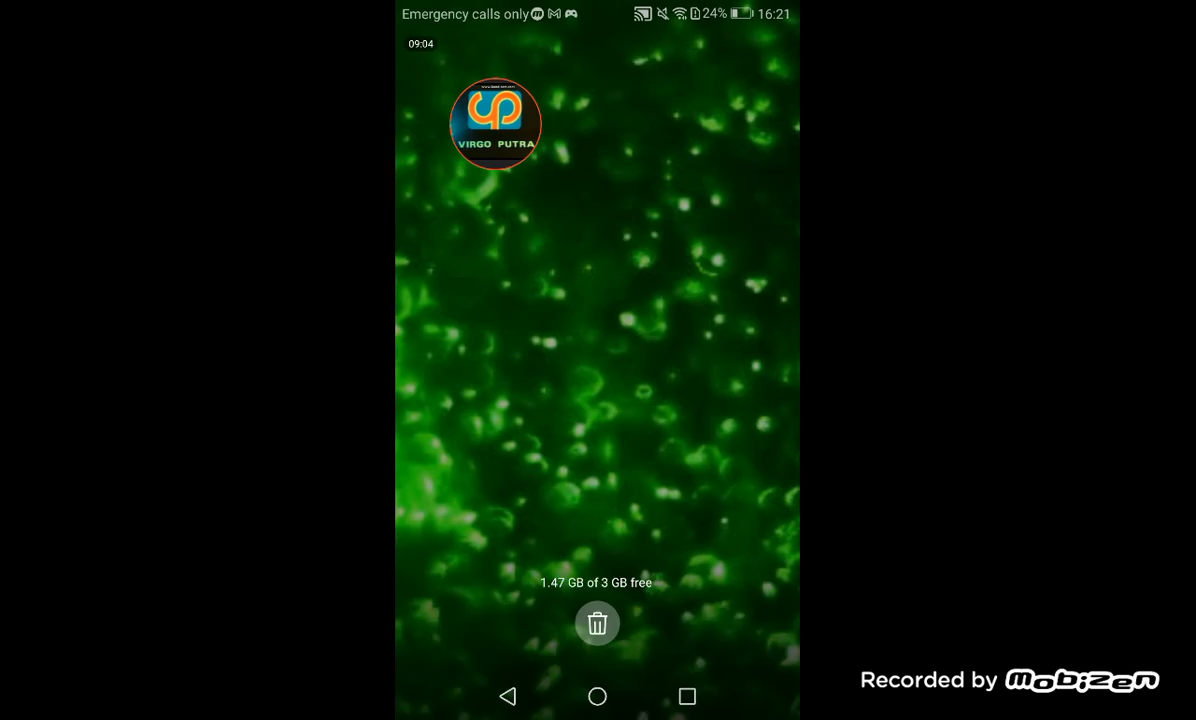 Emergency calls only
24% 16:21
09:04
VIRGO PUTRA
1.47 GB of 3 GB free
Recorded by Mobizen